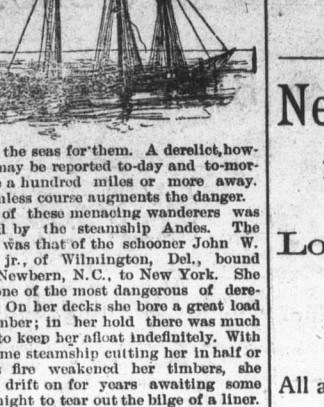 the seas for them. A derelict, how-
may be reported to-day and to-mor-
a hundred miles or more away.
less course augments the danger.
of these menacing wanderers was
by the steamship Andes. The
was that of the schooner John W.
jr., of Wilmington, Del., bound
Newbern, N.C., to New York. She
one of the most dangerous of dere-
On her decks she bore a great load
mber; in her hold there was much
to keep her afloat indefinitely. With
me steamship cutting her in half or
fire weakened her timbers, she
drift on for years awaiting some
night to tear out the bilge of a liner.
Ne
Lo
All a